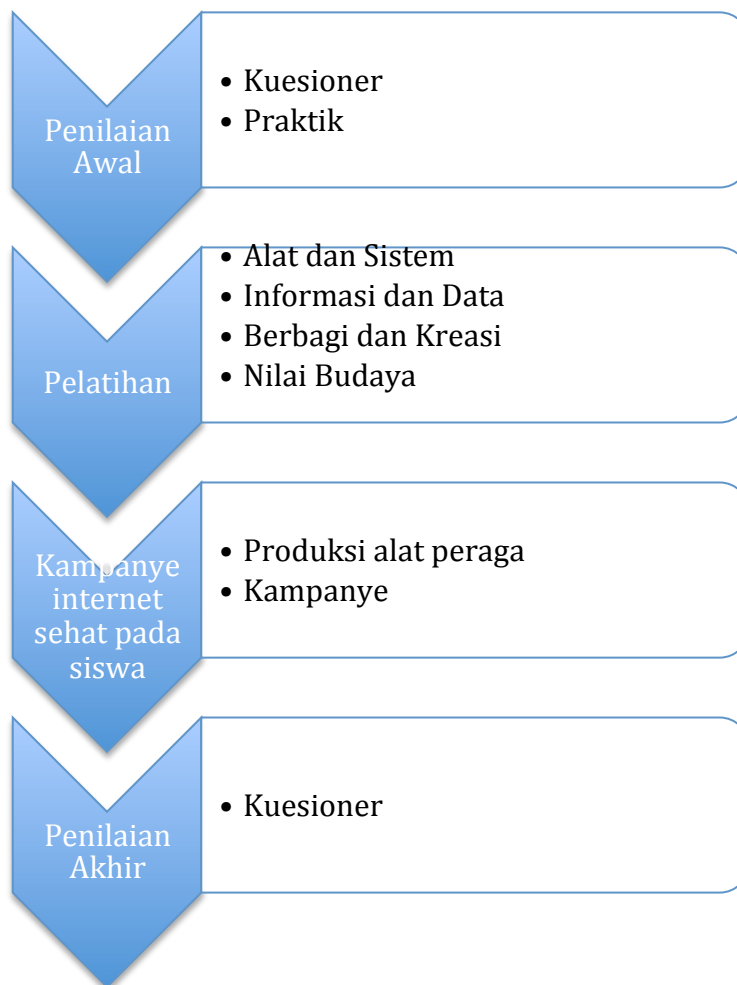 Penilaian
Awal
• Kuesioner
• Praktik
Pelatihan
• Alat dan Sistem
• Informasi dan Data
• Berbagi dan Kreasi
• Nilai Budaya
Kampanye
internet
sehat pada
siswa
• Produksi alat peraga
• Kampanye
Penilaian
Akhir
• Kuesioner